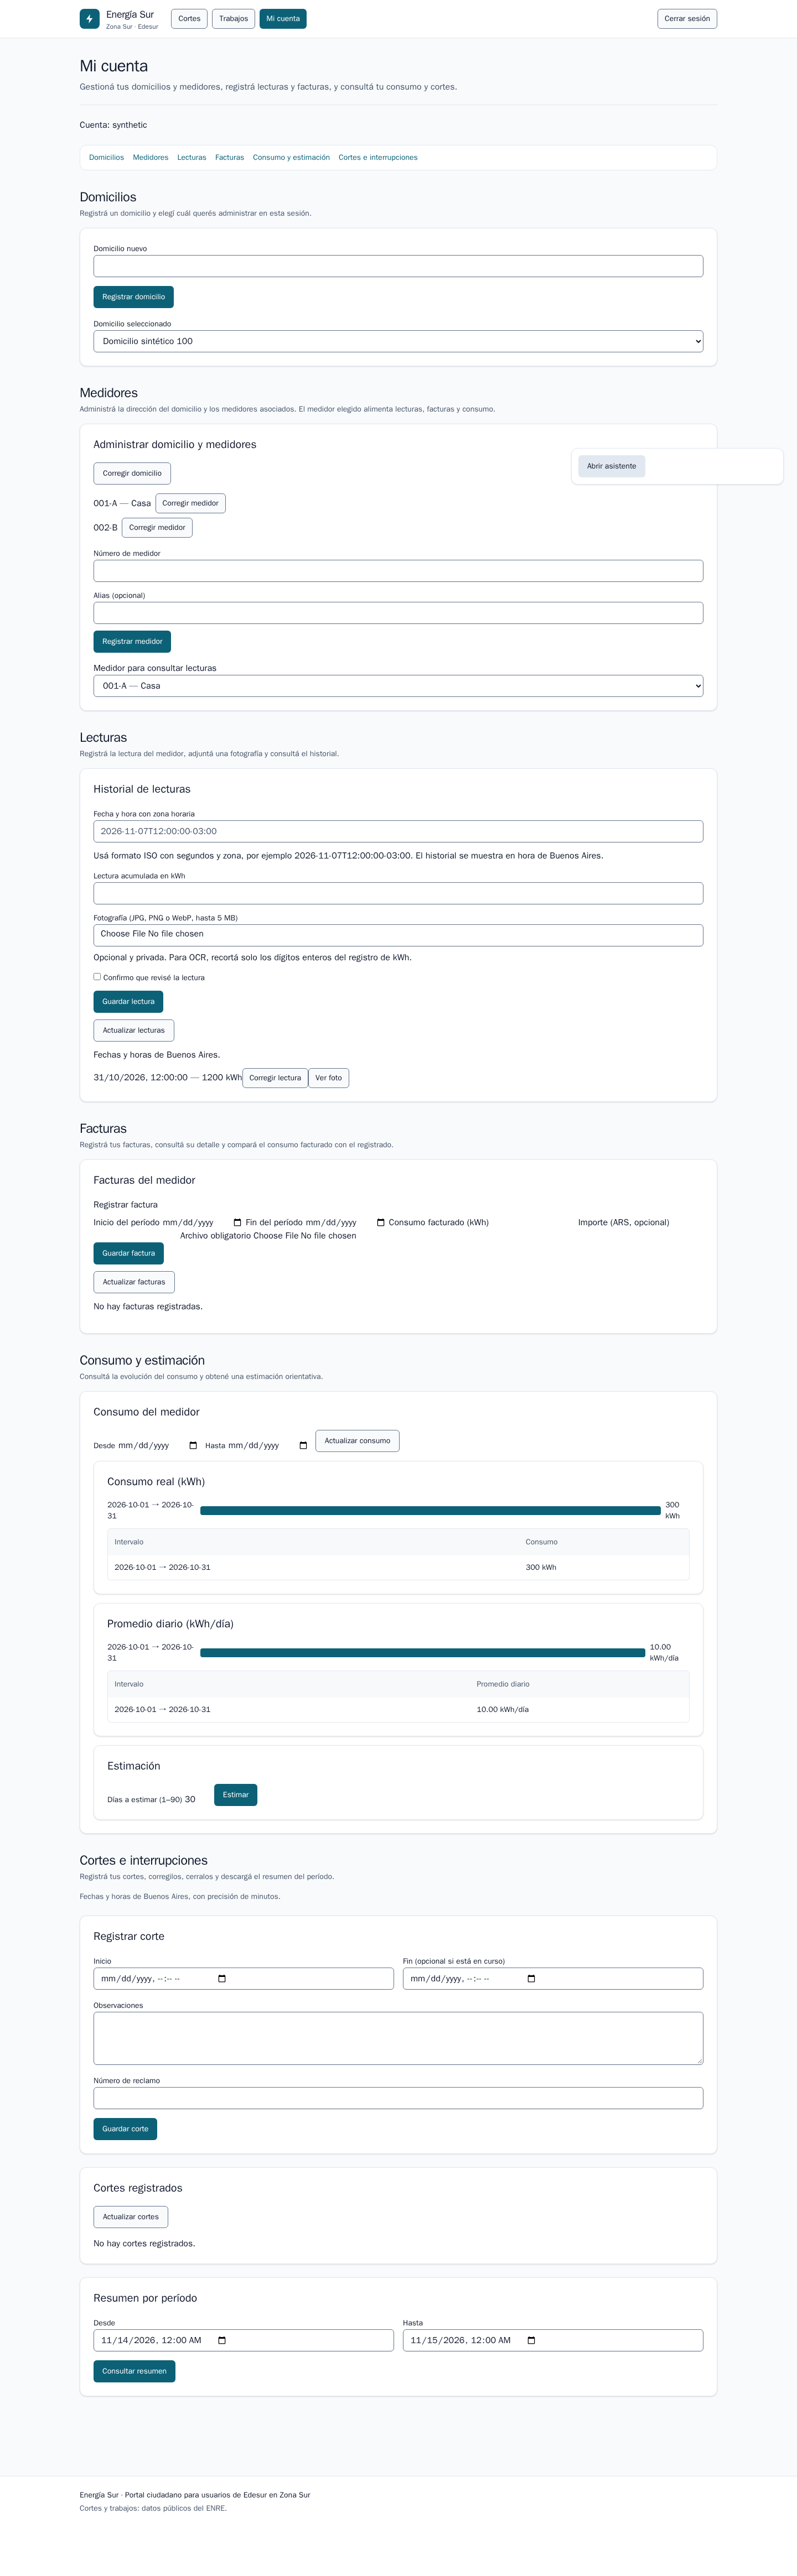 Energía Sur
Zona Sur · Edesur
Cortes
Trabajos
Mi cuenta
Cerrar sesión
Mi cuenta
Gestioná tus domicilios y medidores, registrá lecturas y facturas, y consultá tu consumo y cortes.
Cuenta: synthetic
Domicilios Medidores Lecturas Facturas Consumo y estimación Cortes e interrupciones
Domicilios
Registrá un domicilio y elegí cuál querés administrar en esta sesión.
Domicilio nuevo
Registrar domicilio
Domicilio seleccionado
Domicilio sintético 100
Medidores
Administrá la dirección del domicilio y los medidores asociados. El medidor elegido alimenta lecturas, facturas y consumo.
Administrar domicilio y medidores
Abrir asistente
Corregir domicilio
001-A — Casa Corregir medidor
002-B Corregir medidor
Número de medidor
Alias (opcional)
Registrar medidor
Medidor para consultar lecturas
001-A — Casa
Lecturas
Registrá la lectura del medidor, adjuntá una fotografía y consultá el historial.
Historial de lecturas
Fecha y hora con zona horaria
2026-11-07T12:00:00-03:00
Usá formato ISO con segundos y zona, por ejemplo 2026-11-07T12:00:00-03:00. El historial se muestra en hora de Buenos Aires.
Lectura acumulada en kWh
Fotografía (JPG, PNG o WebP, hasta 5 MB)
Choose File No file chosen
Opcional y privada. Para OCR, recortá solo los dígitos enteros del registro de kWh.
Confirmo que revisé la lectura
Guardar lectura
Actualizar lecturas
Fechas y horas de Buenos Aires.
31/10/2026, 12:00:00 — 1200 kWh Corregir lectura Ver foto
Facturas
Registrá tus facturas, consultá su detalle y compará el consumo facturado con el registrado.
Facturas del medidor
Registrar factura
Inicio del período mm/dd/yyyy Fin del período mm/dd/yyyy Consumo facturado (kWh) Importe (ARS, opcional)
Archivo obligatorio Choose File No file chosen
Guardar factura
Actualizar facturas
No hay facturas registradas.
Consumo y estimación
Consultá la evolución del consumo y obtené una estimación orientativa.
Consumo del medidor
Desde mm/dd/yyyy Hasta mm/dd/yyyy Actualizar consumo
Consumo real (kWh)
2026-10-01 → 2026-10-31
300 kWh
Intervalo Consumo
2026-10-01 → 2026-10-31 300 kWh
Promedio diario (kWh/día)
2026-10-01 → 2026-10-31
10.00 kWh/día
Intervalo Promedio diario
2026-10-01 → 2026-10-31 10.00 kWh/día
Estimación
Días a estimar (1–90) 30 Estimar
Cortes e interrupciones
Registrá tus cortes, corregilos, cerralos y descargá el resumen del período.
Fechas y horas de Buenos Aires, con precisión de minutos.
Registrar corte
Inicio Fin (opcional si está en curso)
mm/dd/yyyy, --:-- -- mm/dd/yyyy, --:-- --
Observaciones
Número de reclamo
Guardar corte
Cortes registrados
Actualizar cortes
No hay cortes registrados.
Resumen por período
Desde Hasta
11/14/2026, 12:00 AM 11/15/2026, 12:00 AM
Consultar resumen
Energía Sur · Portal ciudadano para usuarios de Edesur en Zona Sur
Cortes y trabajos: datos públicos del ENRE.